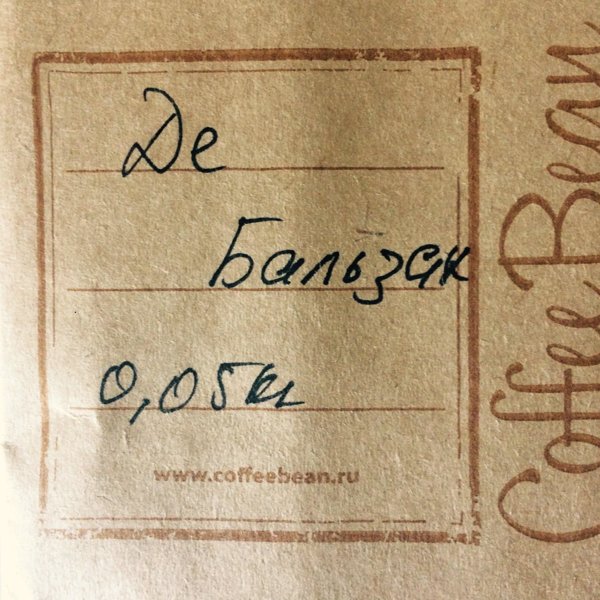 Де
Бальзак
0,05кг
www.coffeebean.ru
Coffee Bean